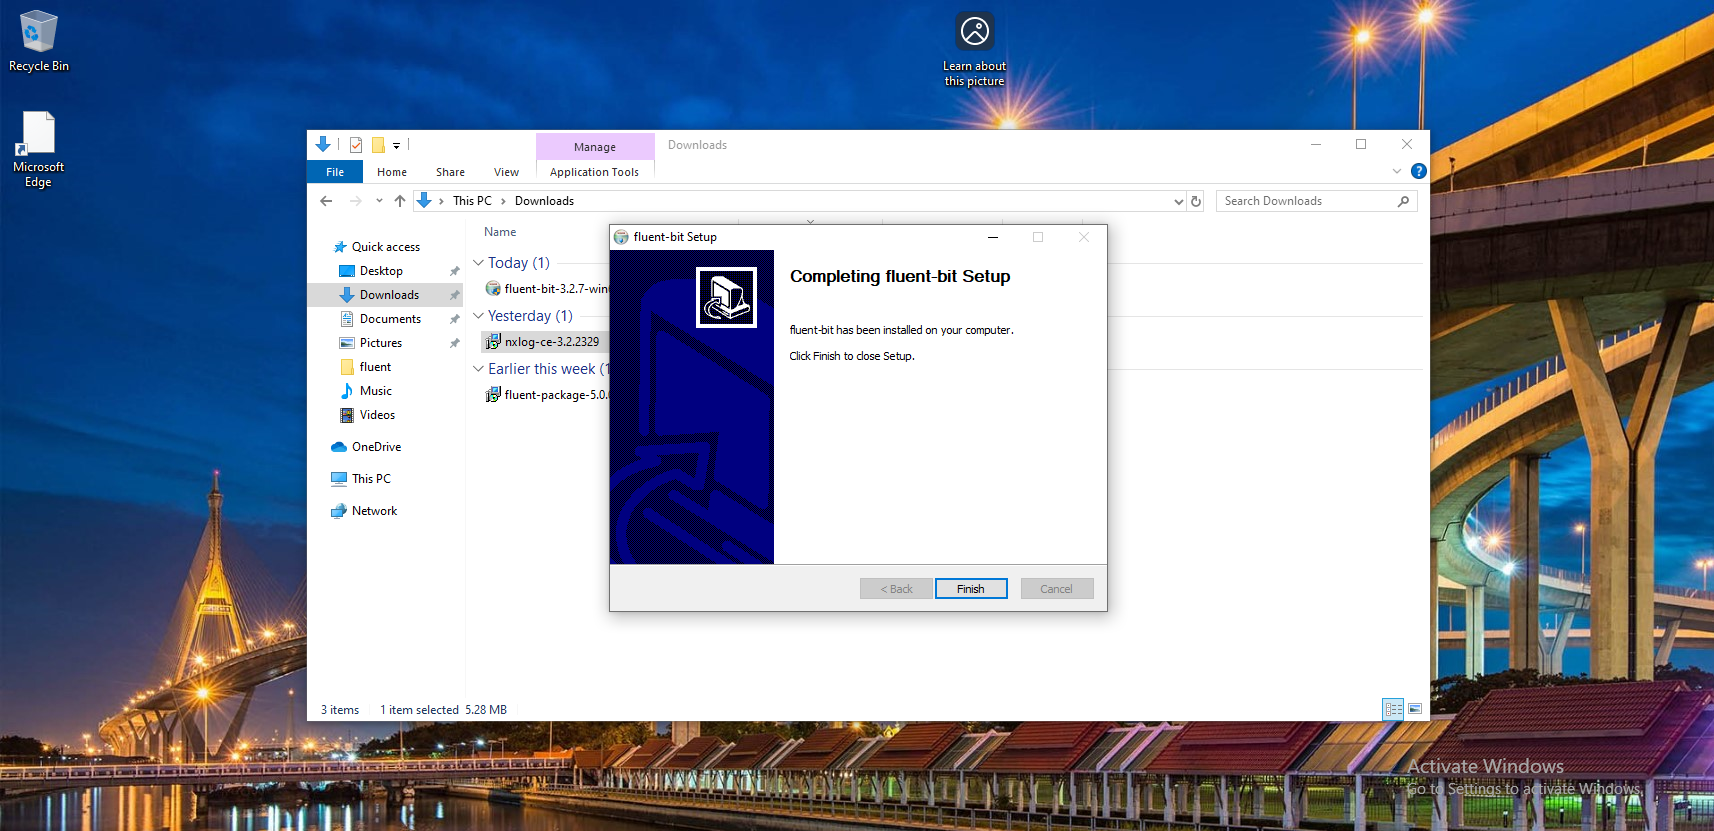 Recycle Bin
Learn about
this picture
Microsoft
Edge
Manage
Downloads
File
Home
Share
View
Application Tools
This PC
Downloads
Search Downloads
Name
Quick access
Desktop
Downloads
Documents
Pictures
fluent
Music
Videos
OneDrive
This PC
Network
Today (1)
fluent-bit-3.2.7-win
Yesterday (1)
nxlog-ce-3.2.2329
Earlier this week (1
fluent-package-5.0.
fluent-bit Setup
Completing fluent-bit Setup
fluent-bit has been installed on your computer.
Click Finish to close Setup.
< Back
Finish
Cancel
3 items
1 item selected 5.28 MB
Activate Windows
Go to Settings to activate Windows.